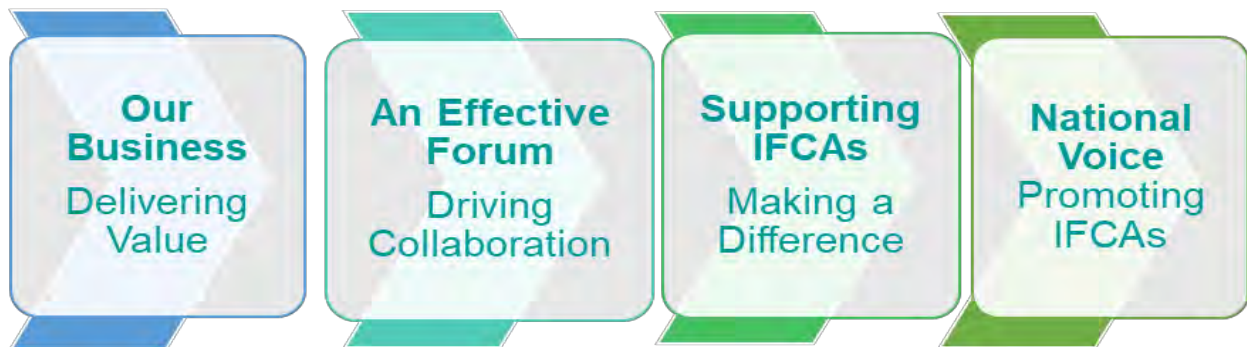 Our
Business
Delivering
Value
An Effective
Forum
Driving
Collaboration
Supporting
IFCAs
Making a
Difference
National
Voice
Promoting
IFCAs